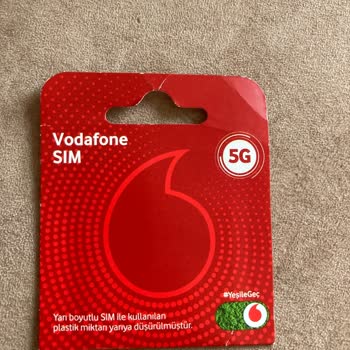 Vodafone
SIM
5G
#YeşileGeç
Yarı boyutlu SIM ile kullanılan
plastik miktarı yarıya düşürülmüştür.